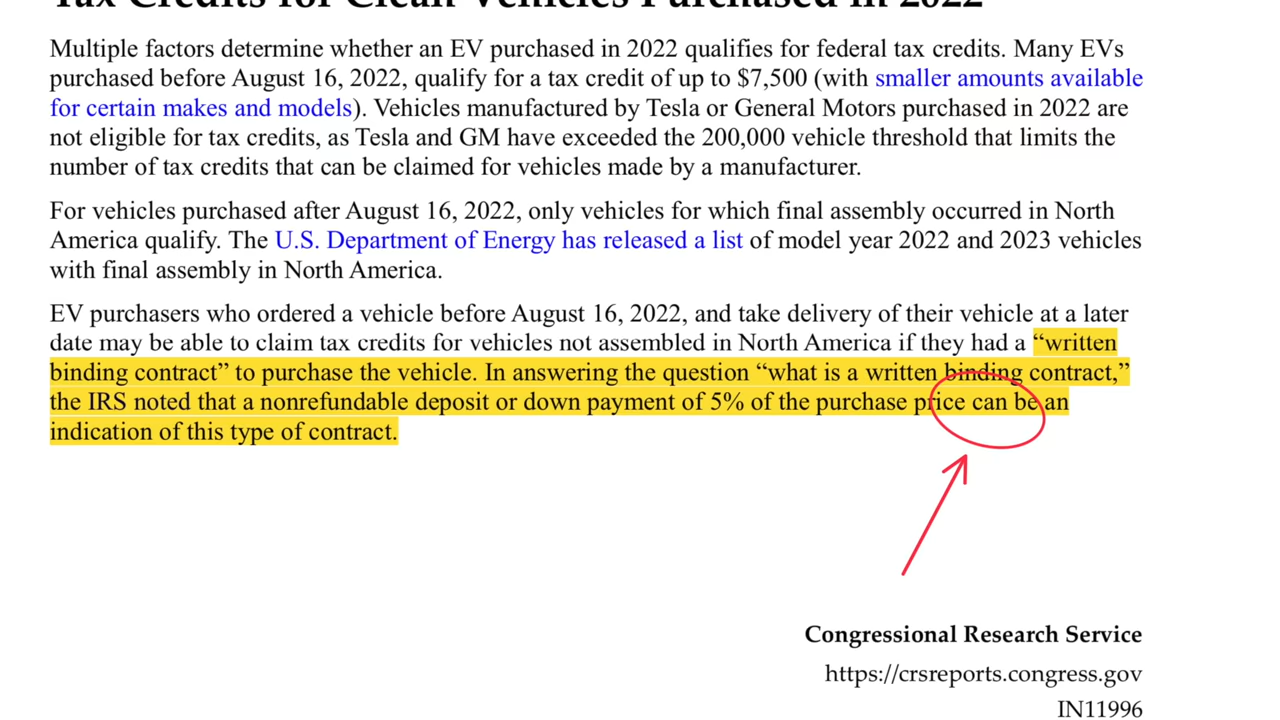 Tax Credits for Clean Vehicles Purchased in 2022
Multiple factors determine whether an EV purchased in 2022 qualifies for federal tax credits. Many EVs
purchased before August 16, 2022, qualify for a tax credit of up to $7,500 (with smaller amounts available
for certain makes and models). Vehicles manufactured by Tesla or General Motors purchased in 2022 are
not eligible for tax credits, as Tesla and GM have exceeded the 200,000 vehicle threshold that limits the
number of tax credits that can be claimed for vehicles made by a manufacturer.
For vehicles purchased after August 16, 2022, only vehicles for which final assembly occurred in North
America qualify. The U.S. Department of Energy has released a list of model year 2022 and 2023 vehicles
with final assembly in North America.
EV purchasers who ordered a vehicle before August 16, 2022, and take delivery of their vehicle at a later
date may be able to claim tax credits for vehicles not assembled in North America if they had a “written
binding contract” to purchase the vehicle. In answering the question “what is a written binding contract,”
the IRS noted that a nonrefundable deposit or down payment of 5% of the purchase price can be an
indication of this type of contract.
Congressional Research Service
https://crsreports.congress.gov
IN11996